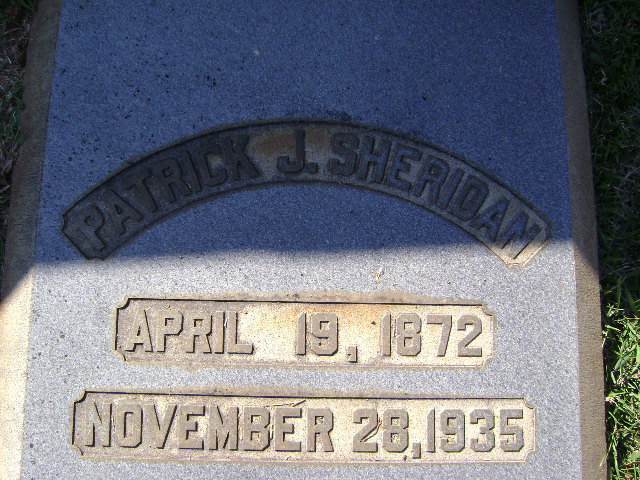 PATRICK J. SHERIDAN
APRIL 19, 1872
NOVEMBER 28, 1935